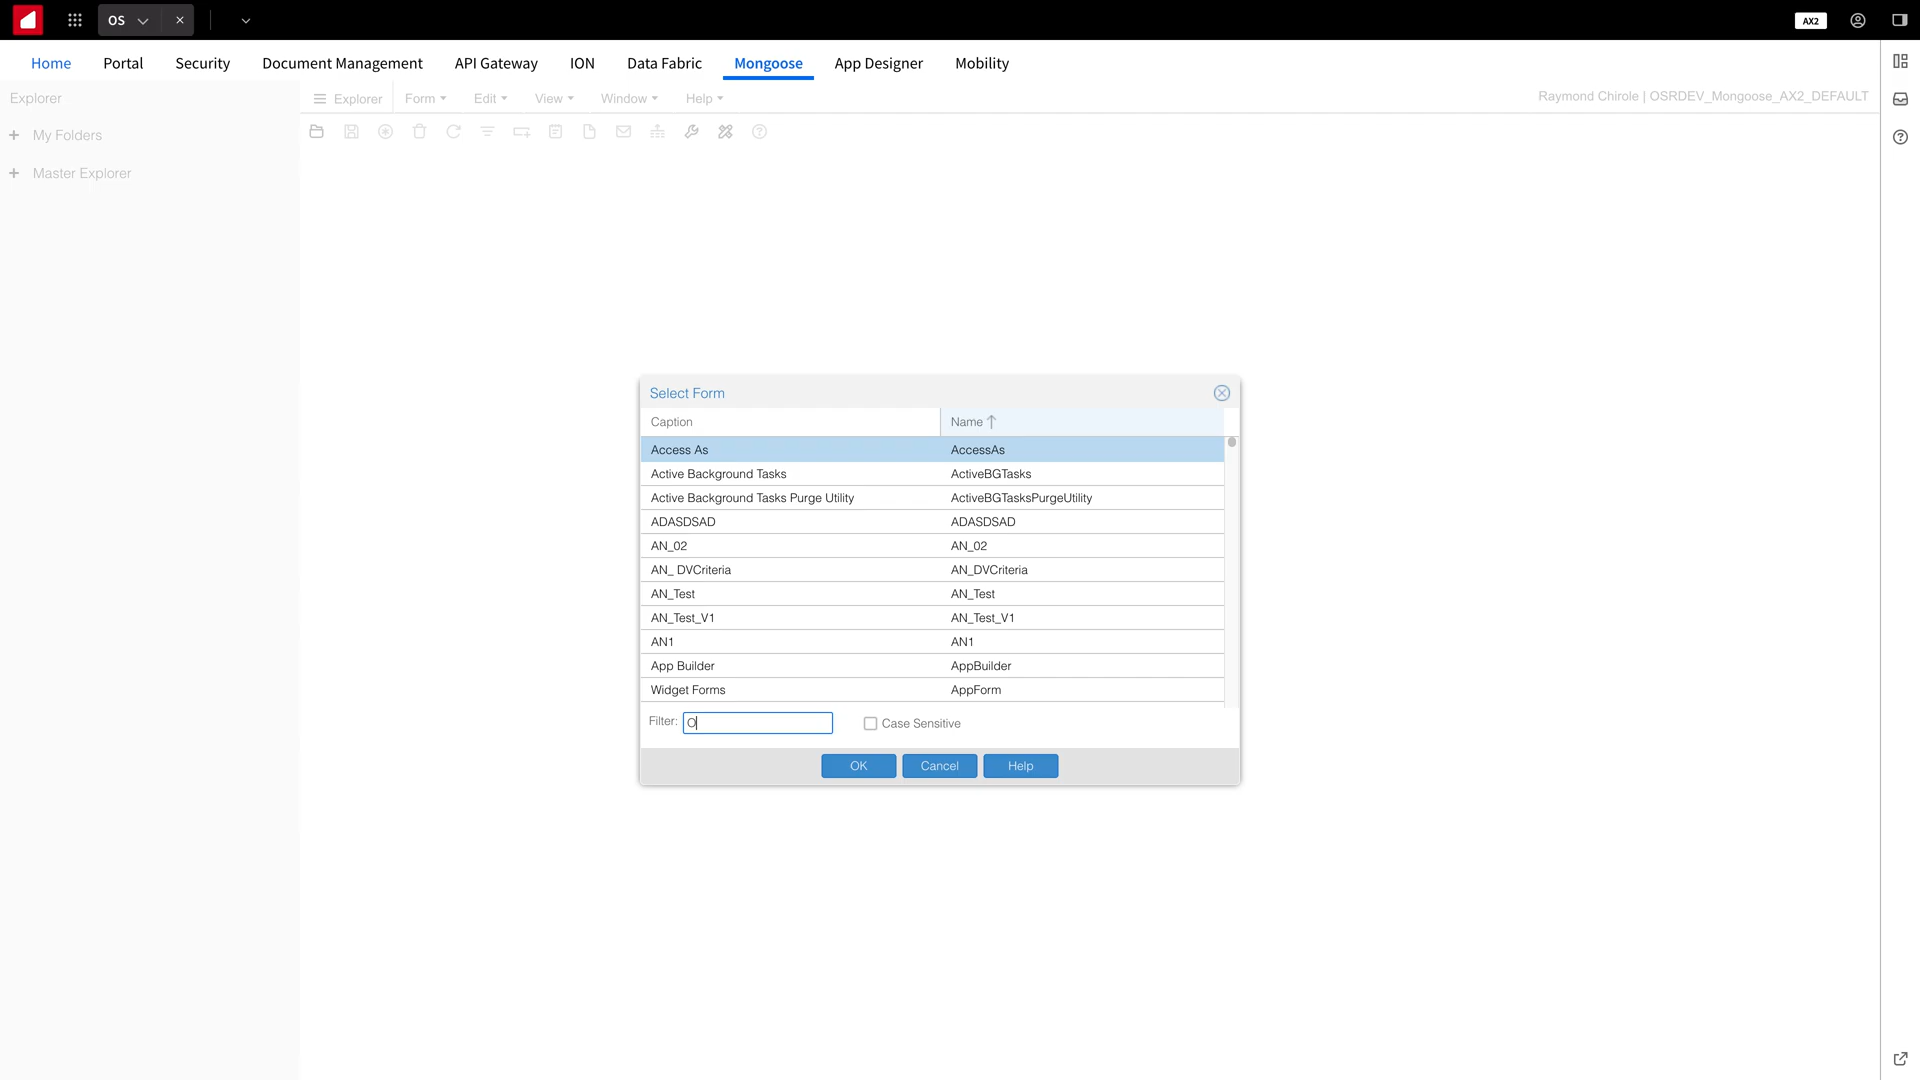 OS
AX2
Home
Portal
Security
Document Management
API Gateway
ION
Data Fabric
Mongoose
App Designer
Mobility
Explorer
Explorer
Form
Edit
View
Window
Help
Raymond Chirole | OSRDEV_Mongoose_AX2_DEFAULT
+ My Folders
+ Master Explorer
Select Form
Caption
Name
Access As
AccessAs
Active Background Tasks
ActiveBGTasks
Active Background Tasks Purge Utility
ActiveBGTasksPurgeUtility
ADASDSAD
ADASDSAD
AN_02
AN_02
AN_ DVCriteria
AN_DVCriteria
AN_Test
AN_Test
AN_Test_V1
AN_Test_V1
AN1
AN1
App Builder
AppBuilder
Widget Forms
AppForm
Filter:
O
Case Sensitive
OK
Cancel
Help